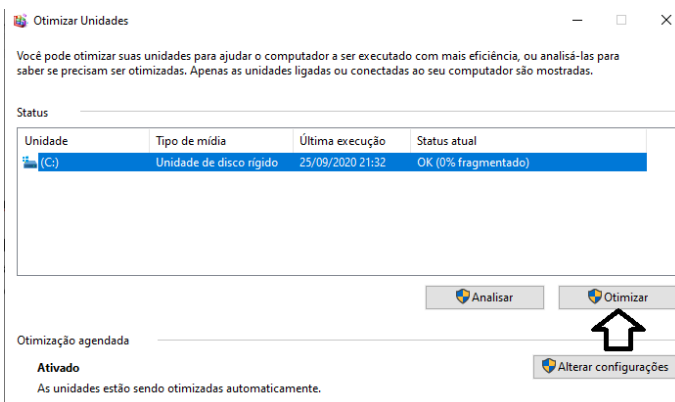 Otimizar Unidades
Você pode otimizar suas unidades para ajudar o computador a ser executado com mais eficiência, ou analisá-las para
saber se precisam ser otimizadas. Apenas as unidades ligadas ou conectadas ao seu computador são mostradas.
Status
Unidade Tipo de mídia Última execução Status atual
(C:) Unidade de disco rígido 25/09/2020 21:32 OK (0% fragmentado)
Analisar Otimizar
Otimização agendada
Ativado Alterar configurações
As unidades estão sendo otimizadas automaticamente.